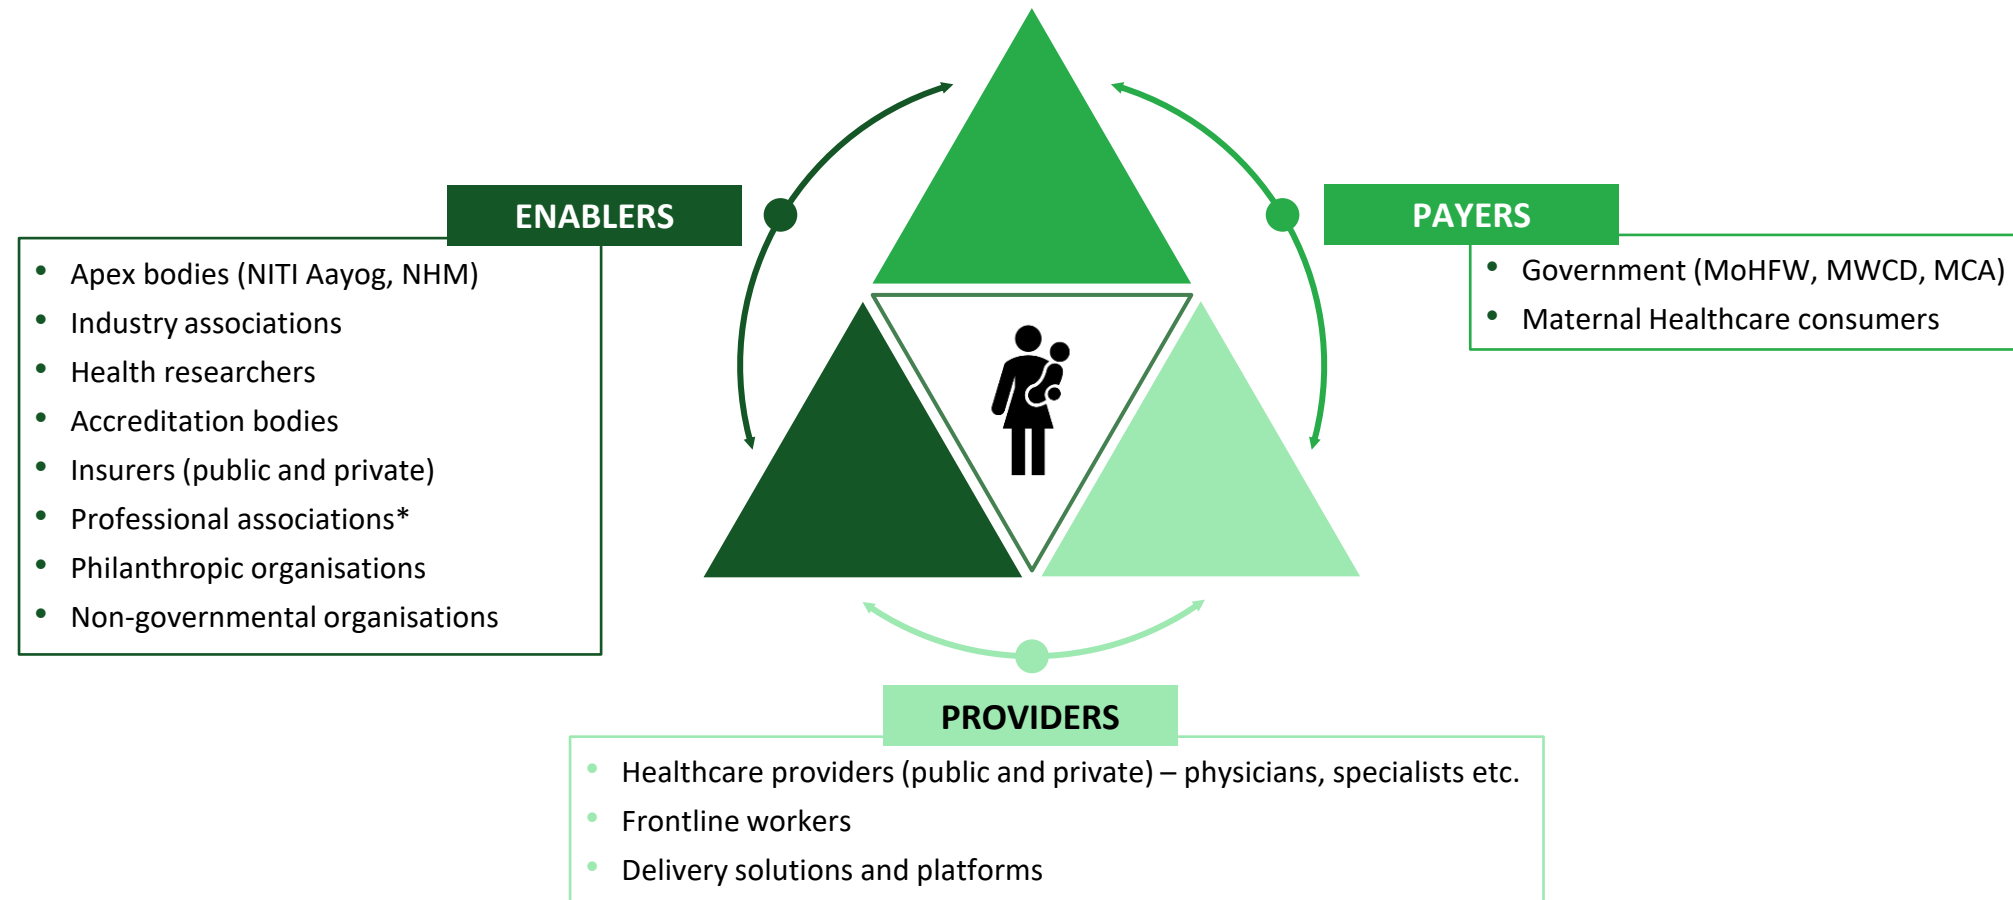 ENABLERS
• Apex bodies (NITI Aayog, NHM)
• Industry associations
• Health researchers
• Accreditation bodies
• Insurers (public and private)
• Professional associations*
• Philanthropic organisations
• Non-governmental organisations
PAYERS
• Government (MoHFW, MWCD, MCA)
• Maternal Healthcare consumers
PROVIDERS
• Healthcare providers (public and private) – physicians, specialists etc.
• Frontline workers
• Delivery solutions and platforms